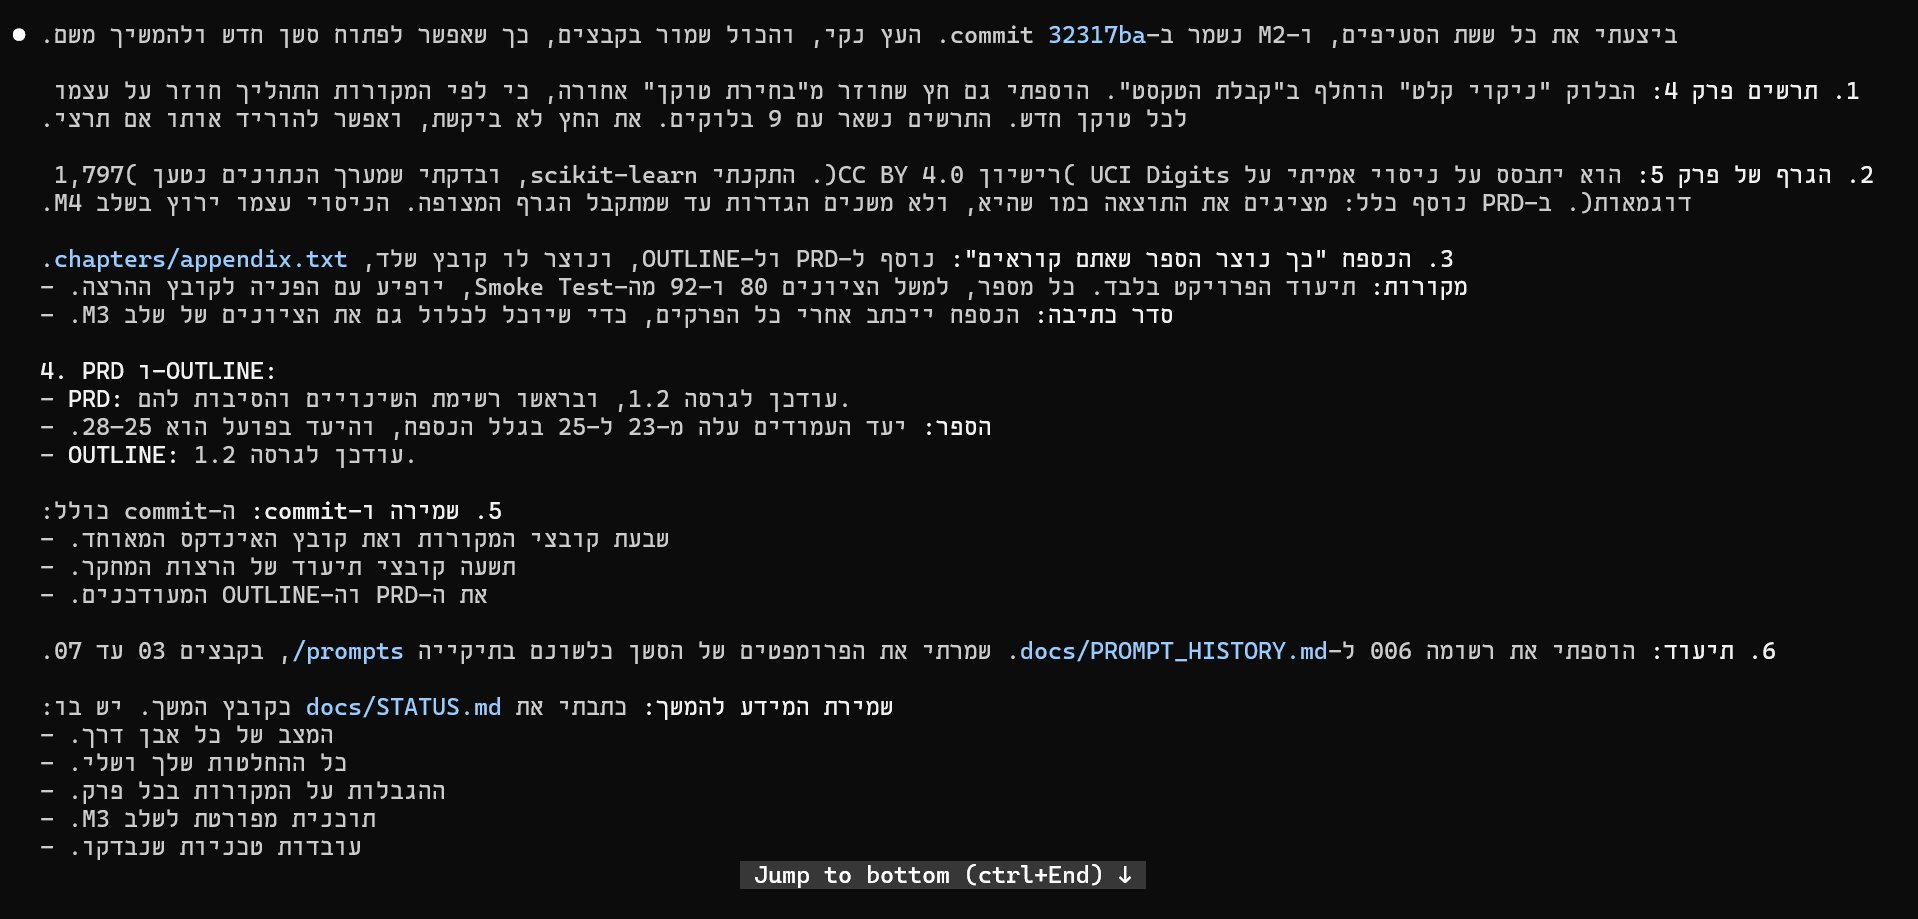 ● ביצעתי את כל ששת הסעיפים, ו-M2 נשמר ב-commit 32317ba. העץ נקי, והכול שמור בקבצים, כך שאפשר לפתוח סשן חדש ולהמשיך משם.
1. תרשים פרק 4: הבלוק "ניקוי קלט" הוחלף ב"קבלת הטקסט". הוספתי גם חץ שחוזר מ"בחירת טוקן" אחורה, כי לפי המקורות התהליך חוזר על עצמו
לכל טוקן חדש. התרשים נשאר עם 9 בלוקים. את החץ לא ביקשת, ואפשר להוריד אותו אם תרצי.
2. הגרף של פרק 5: הוא יתבסס על ניסוי אמיתי על UCI Digits (רישיון CC BY 4.0). התקנתי scikit-learn, ובדקתי שמערך הנתונים נטען (1,797
דוגמאות). ב-PRD נוסף כלל: מציגים את התוצאה כמו שהיא, ולא משנים הגדרות עד שמתקבל הגרף המצופה. הניסוי עצמו ירוץ בשלב M4.
3. הנספח "כך נוצר הספר שאתם קוראים": נוסף ל-PRD ול-OUTLINE, ונוצר לו קובץ שלד, chapters/appendix.txt.
- מקורות: תיעוד הפרויקט בלבד. כל מספר, למשל הציונים 80 ו-92 מה-Smoke Test, יופיע עם הפניה לקובץ ההרצה.
- סדר כתיבה: הנספח ייכתב אחרי כל הפרקים, כדי שיוכל לכלול גם את הציונים של שלב M3.
4. PRD ו-OUTLINE:
- PRD: עודכן לגרסה 1.2, ובראשו רשימת השינויים והסיבות להם.
- הספר: יעד העמודים עלה מ-23 ל-25 בגלל הנספח, והיעד בפועל הוא 28-25.
- OUTLINE: עודכן לגרסה 1.2.
5. שמירה ו-commit: ה-commit כולל:
- שבעת קובצי המקורות ואת קובץ האינדקס המאוחד.
- תשעה קובצי תיעוד של הרצות המחקר.
- את ה-PRD וה-OUTLINE המעודכנים.
6. תיעוד: הוספתי את רשומה 006 ל-docs/PROMPT_HISTORY.md. שמרתי את הפרומפטים של הסשן כלשונם בתיקייה prompts/, בקבצים 03 עד 07.
שמירת המידע להמשך: כתבתי את docs/STATUS.md כקובץ המשך. יש בו:
- המצב של כל אבן דרך.
- כל ההחלטות שלך ושלי.
- ההגבלות על המקורות בכל פרק.
- תוכנית מפורטת לשלב M3.
- עובדות טכניות שנבדקו.
Jump to bottom (ctrl+End) ↓